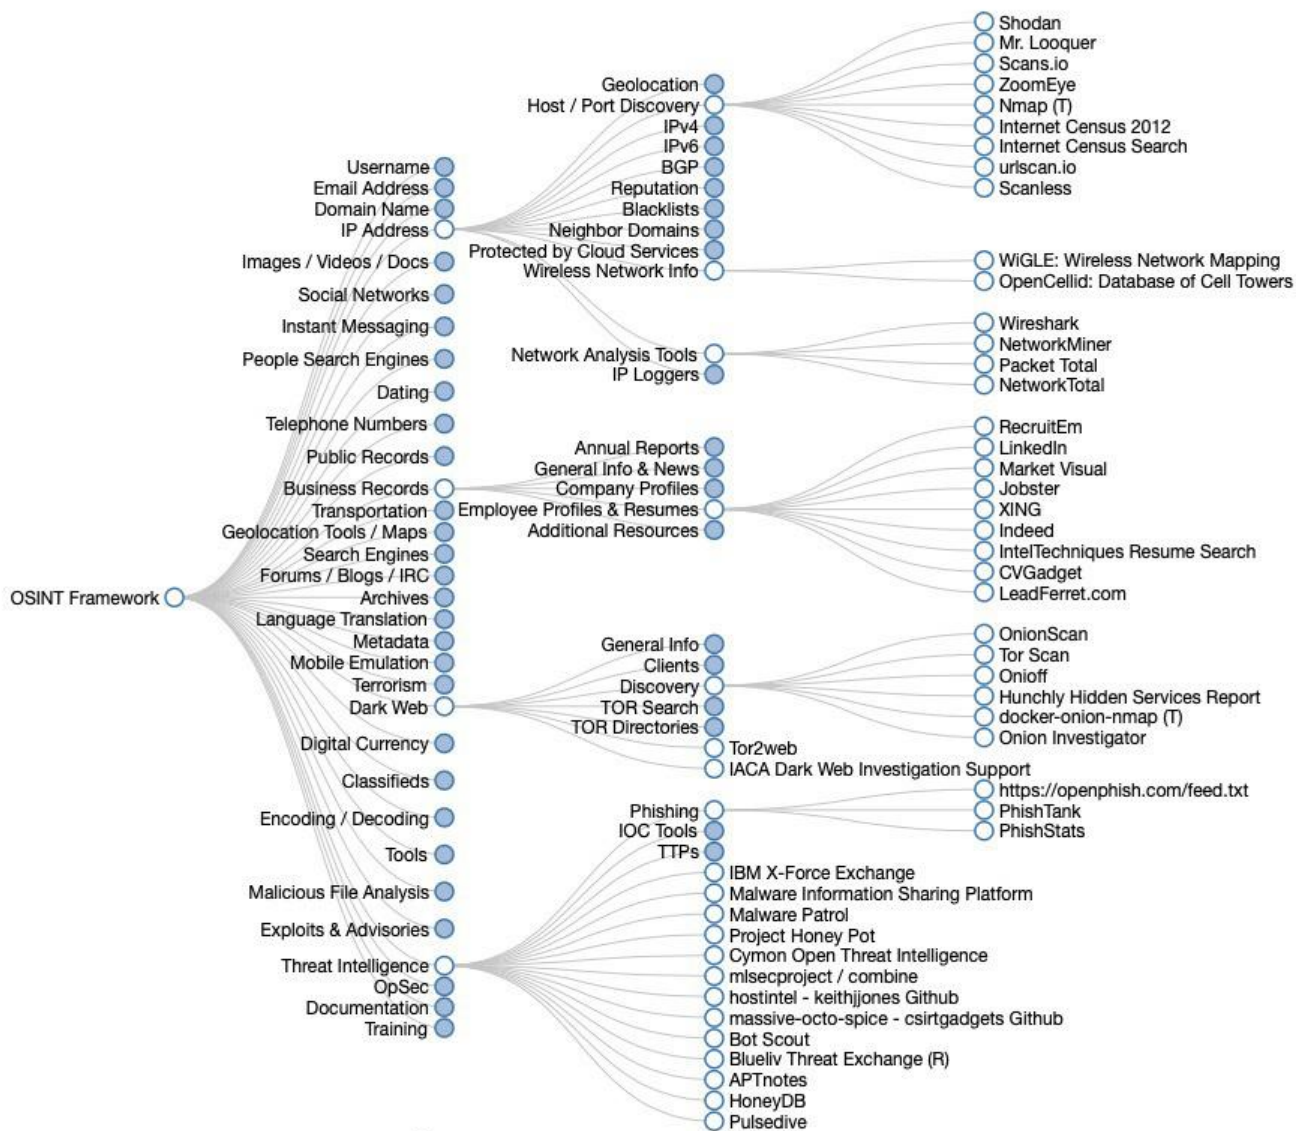 OSINT Framework
Username
Email Address
Domain Name
IP Address
Images / Videos / Docs
Social Networks
Instant Messaging
People Search Engines
Dating
Telephone Numbers
Public Records
Business Records
Transportation
Geolocation Tools / Maps
Search Engines
Forums / Blogs / IRC
Archives
Language Translation
Metadata
Mobile Emulation
Terrorism
Dark Web
Digital Currency
Classifieds
Encoding / Decoding
Tools
Malicious File Analysis
Exploits & Advisories
Threat Intelligence
OpSec
Documentation
Training
Geolocation
Host / Port Discovery
IPv4
IPv6
BGP
Reputation
Blacklists
Neighbor Domains
Protected by Cloud Services
Wireless Network Info
Network Analysis Tools
IP Loggers
Annual Reports
General Info & News
Company Profiles
Employee Profiles & Resumes
Additional Resources
General Info
Clients
Discovery
TOR Search
TOR Directories
Tor2web
IACA Dark Web Investigation Support
Phishing
IOC Tools
TTPs
IBM X-Force Exchange
Malware Information Sharing Platform
Malware Patrol
Project Honey Pot
Cymon Open Threat Intelligence
mlsecproject / combine
hostintel - keithjjones Github
massive-octo-spice - csirtgadgets Github
Bot Scout
Blueliv Threat Exchange (R)
APTnotes
HoneyDB
Pulsedive
Shodan
Mr. Looquer
Scans.io
ZoomEye
Nmap (T)
Internet Census 2012
Internet Census Search
urlscan.io
Scanless
WiGLE: Wireless Network Mapping
OpenCellid: Database of Cell Towers
Wireshark
NetworkMiner
Packet Total
NetworkTotal
RecruitEm
LinkedIn
Market Visual
Jobster
XING
Indeed
IntelTechniques Resume Search
CVGadget
LeadFerret.com
OnionScan
Tor Scan
Onioff
Hunchly Hidden Services Report
docker-onion-nmap (T)
Onion Investigator
https://openphish.com/feed.txt
PhishTank
PhishStats